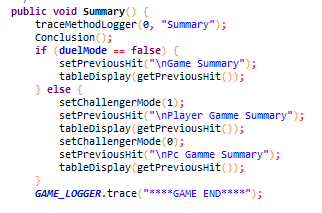 public void Summary() {
traceMethodLogger(0, "Summary");
Conclusion();
if (duelMode == false) {
setPreviousHit("\nGame Summary");
tableDisplay(getPreviousHit());
} else {
setChallengerMode(1);
setPreviousHit("\nPlayer Gamme Summary");
tableDisplay(getPreviousHit());
setChallengerMode(0);
setPreviousHit("\nPc Gamme Summary");
tableDisplay(getPreviousHit());
}
GAME_LOGGER.trace("****GAME END****");